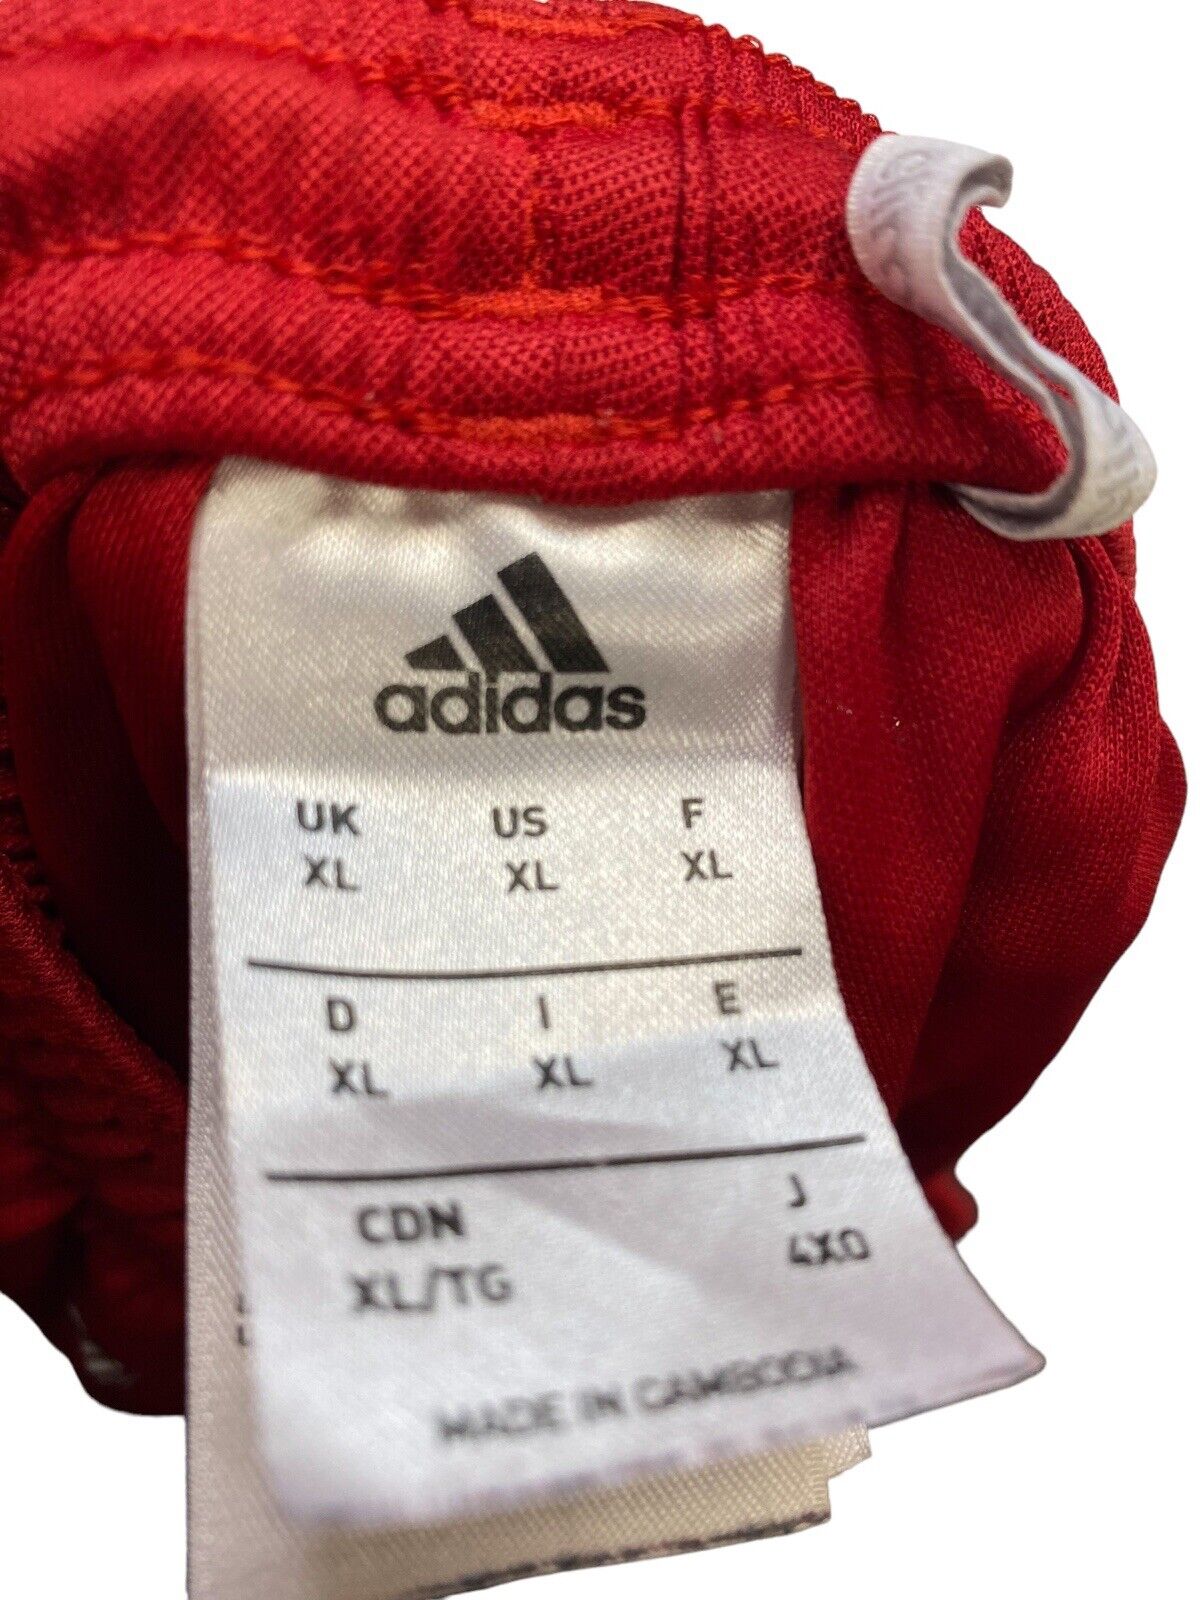 adidas
UK US F
XL XL XL
D I E
XL XL XL
CDN J
XL/TG 4XO
MADE IN CAMBODIA